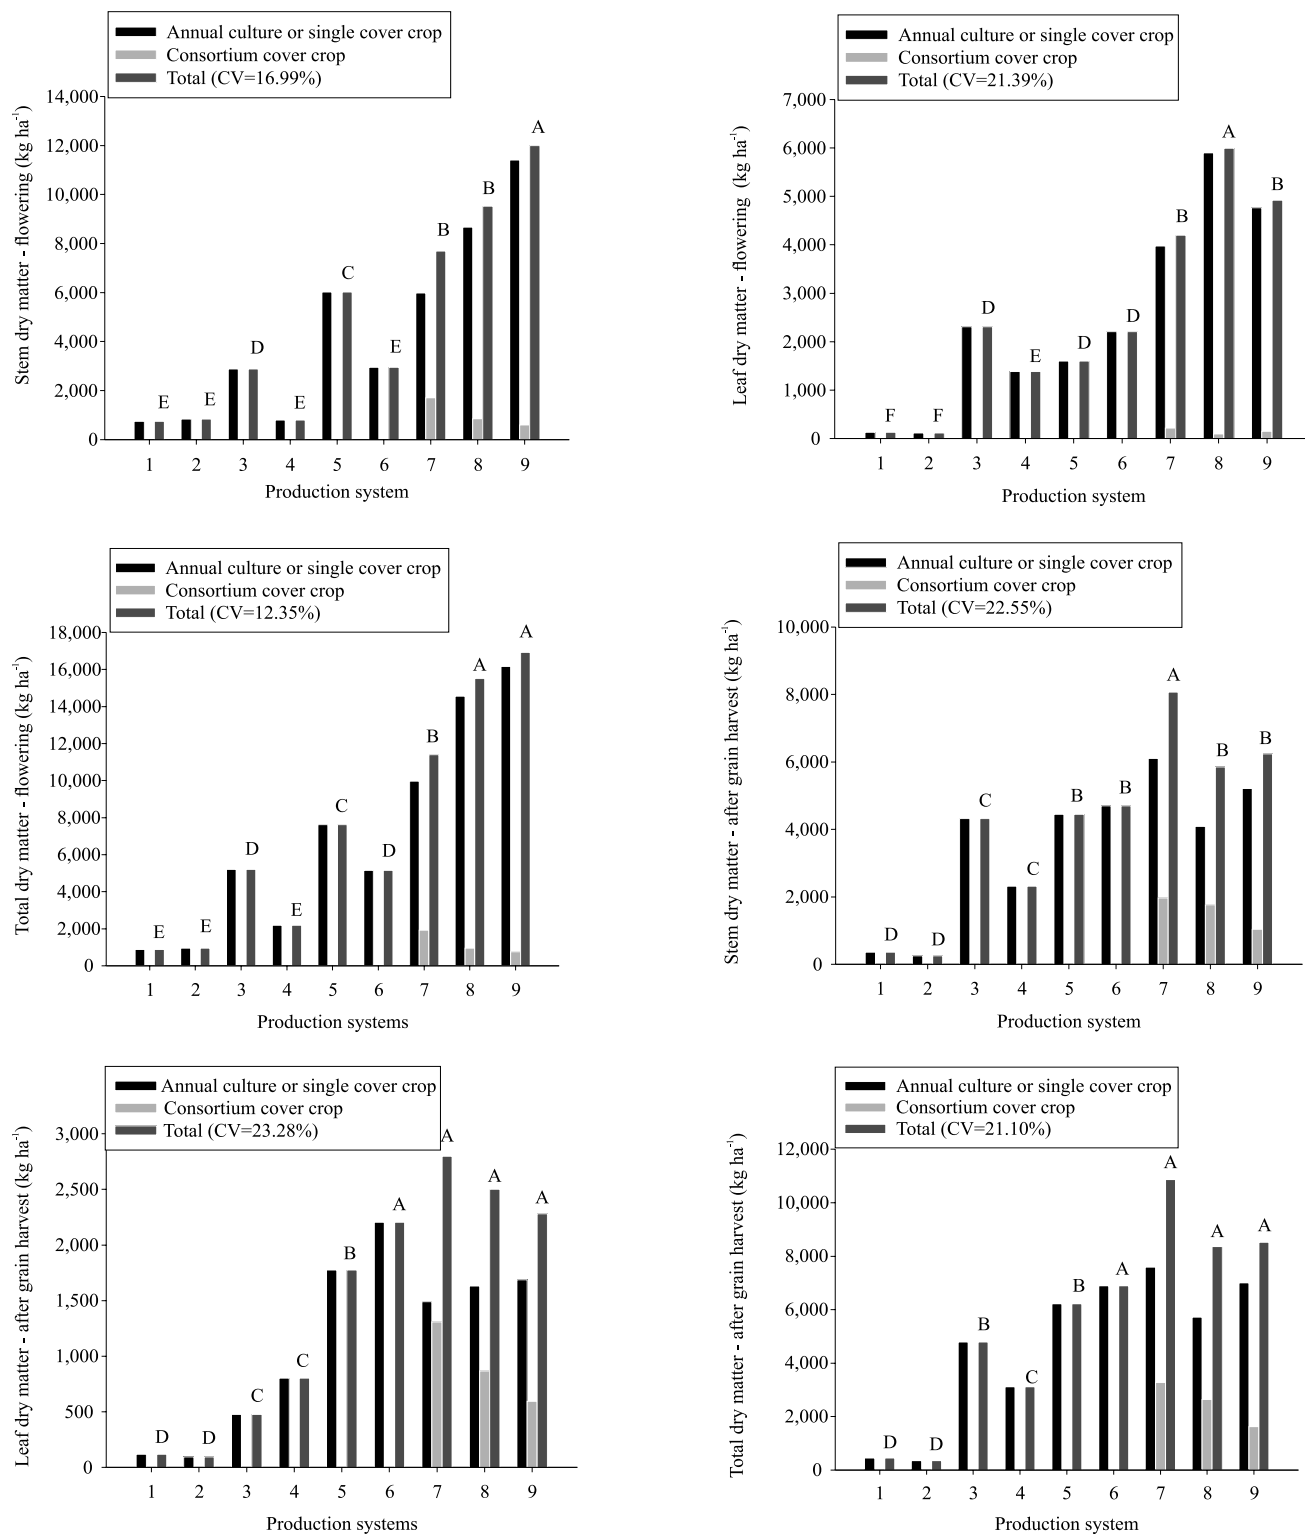 Annual culture or single cover crop
Consortium cover crop
Total (CV=16.99%)
Stem dry matter - flowering (kg ha-1)
14,000
12,000
10,000
8,000
6,000
4,000
2,000
0
E
E
D
E
C
E
B
B
A
1 2 3 4 5 6 7 8 9
Production system
Annual culture or single cover crop
Consortium cover crop
Total (CV=21.39%)
Leaf dry matter - flowering (kg ha-1)
7,000
6,000
5,000
4,000
3,000
2,000
1,000
0
F
F
D
E
D
D
B
A
B
1 2 3 4 5 6 7 8 9
Production system
Annual culture or single cover crop
Consortium cover crop
Total (CV=12.35%)
Total dry matter - flowering (kg ha-1)
18,000
16,000
14,000
12,000
10,000
8,000
6,000
4,000
2,000
0
E
E
D
E
C
D
B
A
A
1 2 3 4 5 6 7 8 9
Production systems
Annual culture or single cover crop
Consortium cover crop
Total (CV=22.55%)
Stem dry matter - after grain harvest (kg ha-1)
10,000
8,000
6,000
4,000
2,000
0
D
D
C
C
B
B
A
B
B
1 2 3 4 5 6 7 8 9
Production system
Annual culture or single cover crop
Consortium cover crop
Total (CV=23.28%)
Leaf dry matter - after grain harvest (kg ha-1)
3,000
2,500
2,000
1,500
1,000
500
0
D
D
C
C
B
A
A
A
A
1 2 3 4 5 6 7 8 9
Production systems
Annual culture or single cover crop
Consortium cover crop
Total (CV=21.10%)
Total dry matter - after grain harvest (kg ha-1)
12,000
10,000
8,000
6,000
4,000
2,000
0
D
D
B
C
B
A
A
A
A
1 2 3 4 5 6 7 8 9
Production system